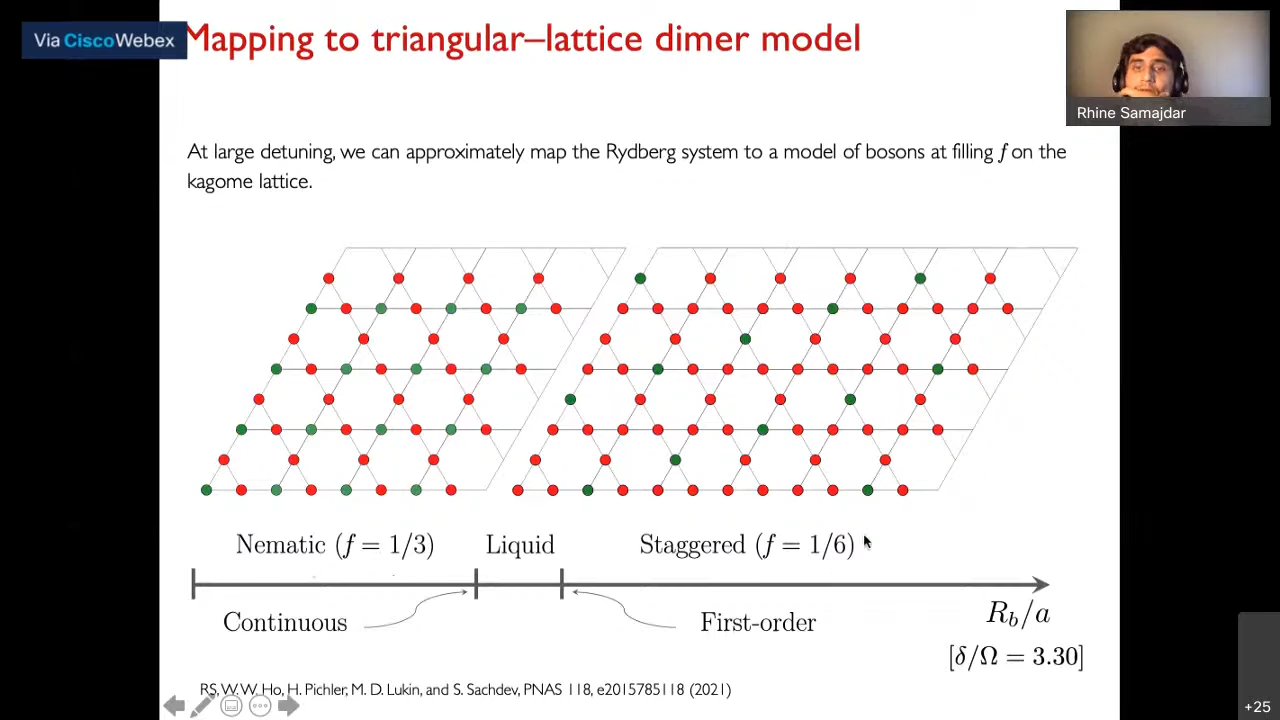 Via Cisco Webex
Mapping to triangular–lattice dimer model
Rhine Samajdar
At large detuning, we can approximately map the Rydberg system to a model of bosons at filling f on the
kagome lattice.
Nematic (f = 1/3)
Liquid
Staggered (f = 1/6)
Continuous
First-order
R_b/a
[δ/Ω = 3.30]
RS, W. W. Ho, H. Pichler, M. D. Lukin, and S. Sachdev, PNAS 118, e2015785118 (2021)
+25